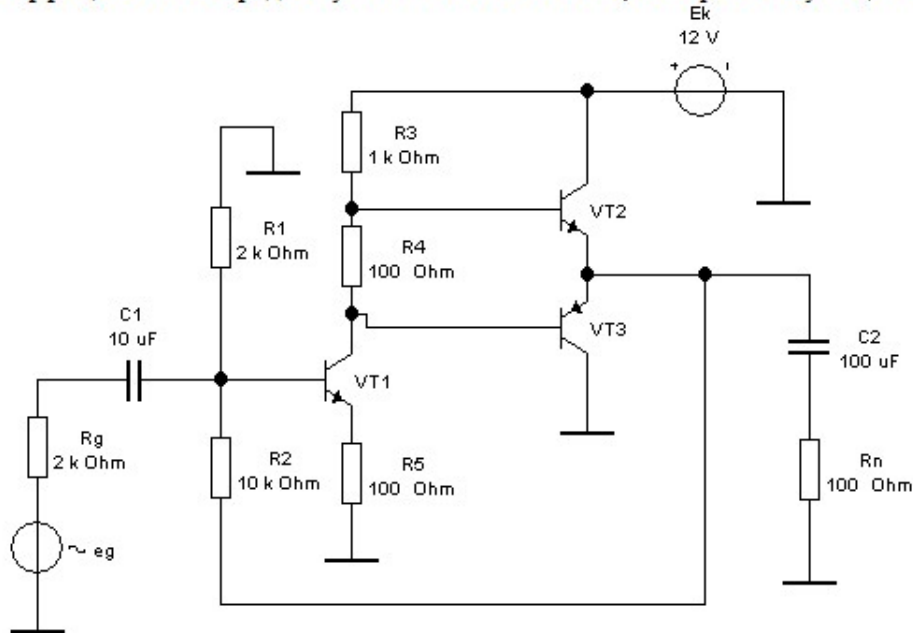 Ek
12 V
+
R3
1 k Ohm
VT2
R1
2 k Ohm
R4
100 Ohm
C1
10 uF
VT3
C2
100 uF
VT1
Rg
2 k Ohm
R2
10 k Ohm
R5
100 Ohm
Rn
100 Ohm
~ eg